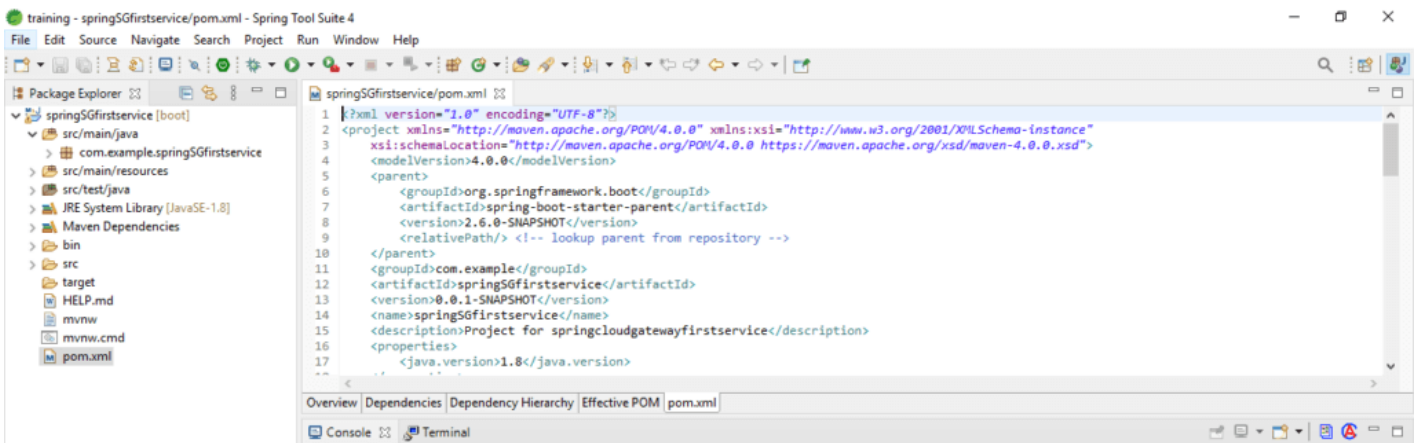 training - springSGfirstservice/pom.xml - Spring Tool Suite 4
File Edit Source Navigate Search Project Run Window Help
Package Explorer
springSGfirstservice [boot]
src/main/java
com.example.springSGfirstservice
src/main/resources
src/test/java
JRE System Library [JavaSE-1.8]
Maven Dependencies
bin
src
target
HELP.md
mvnw
mvnw.cmd
pom.xml
springSGfirstservice/pom.xml
1 <?xml version="1.0" encoding="UTF-8"?>
2 <project xmlns="http://maven.apache.org/POM/4.0.0" xmlns:xsi="http://www.w3.org/2001/XMLSchema-instance"
3 xsi:schemaLocation="http://maven.apache.org/POM/4.0.0 https://maven.apache.org/xsd/maven-4.0.0.xsd">
4 <modelVersion>4.0.0</modelVersion>
5 <parent>
6 <groupId>org.springframework.boot</groupId>
7 <artifactId>spring-boot-starter-parent</artifactId>
8 <version>2.6.0-SNAPSHOT</version>
9 <relativePath/> <!-- lookup parent from repository -->
10 </parent>
11 <groupId>com.example</groupId>
12 <artifactId>springSGfirstservice</artifactId>
13 <version>0.0.1-SNAPSHOT</version>
14 <name>springSGfirstservice</name>
15 <description>Project for springcloudgatewayfirstservice</description>
16 <properties>
17 <java.version>1.8</java.version>
Overview Dependencies Dependency Hierarchy Effective POM pom.xml
Console Terminal